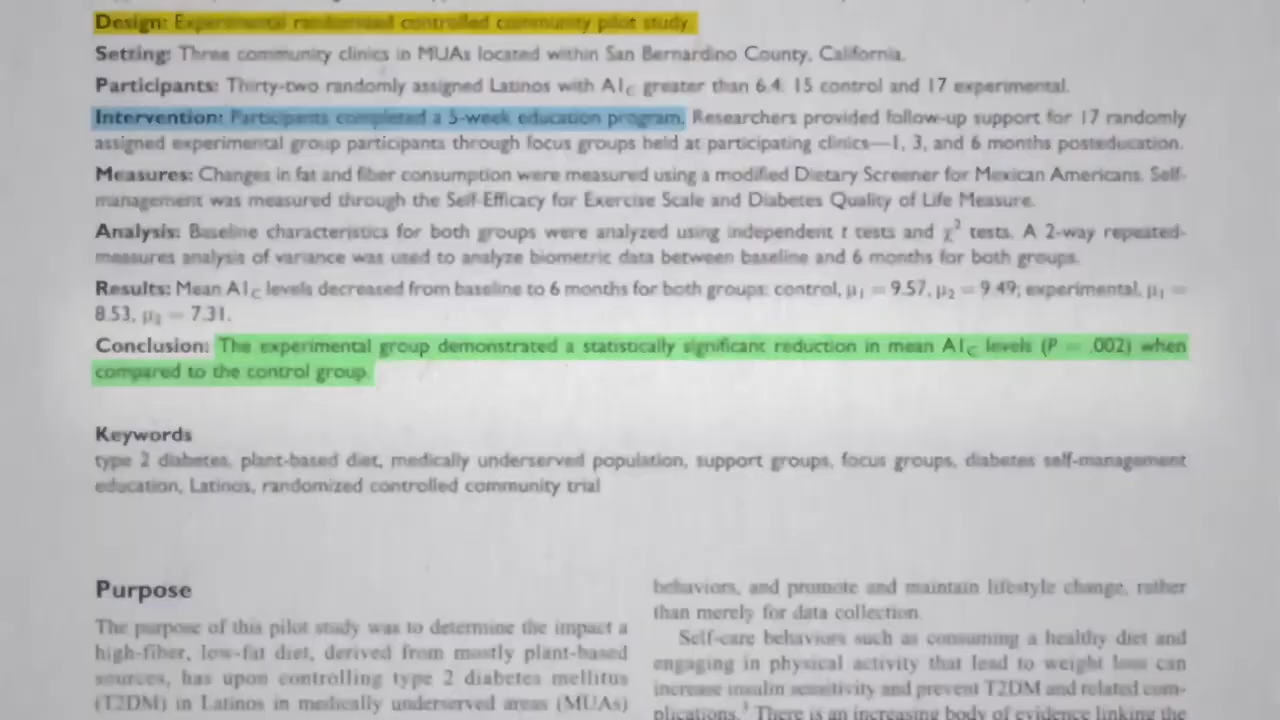 Design: Experimental randomized controlled community pilot study.
Setting: Three community clinics in MUAs located within San Bernardino County, California.
Participants: Thirty-two randomly assigned Latinos with A1C greater than 6.4: 15 control and 17 experimental.
Intervention: Participants completed a 5-week education program. Researchers provided follow-up support for 17 randomly
assigned experimental group participants through focus groups held at participating clinics—1, 3, and 6 months posteducation.
Measures: Changes in fat and fiber consumption were measured using a modified Dietary Screener for Mexican Americans. Self-
management was measured through the Self-Efficacy for Exercise Scale and Diabetes Quality of Life Measure.
Analysis: Baseline characteristics for both groups were analyzed using independent t tests and χ² tests. A 2-way repeated-
measures analysis of variance was used to analyze biometric data between baseline and 6 months for both groups.
Results: Mean A1C levels decreased from baseline to 6 months for both groups: control, μ1 = 9.57, μ2 = 9.49; experimental, μ1 =
8.53, μ2 = 7.31.
Conclusion: The experimental group demonstrated a statistically significant reduction in mean A1C levels (P = .002) when
compared to the control group.
Keywords
type 2 diabetes, plant-based diet, medically underserved population, support groups, focus groups, diabetes self-management
education, Latinos, randomized controlled community trial
Purpose
The purpose of this pilot study was to determine the impact a
high-fiber, low-fat diet, derived from mostly plant-based
sources, has upon controlling type 2 diabetes mellitus
(T2DM) in Latinos in medically underserved areas (MUAs)
behaviors, and promote and maintain lifestyle change, rather
than merely for data collection.
Self-care behaviors such as consuming a healthy diet and
engaging in physical activity that lead to weight loss can
increase insulin sensitivity and prevent T2DM and related com-
plications.³ There is an increasing body of evidence linking the